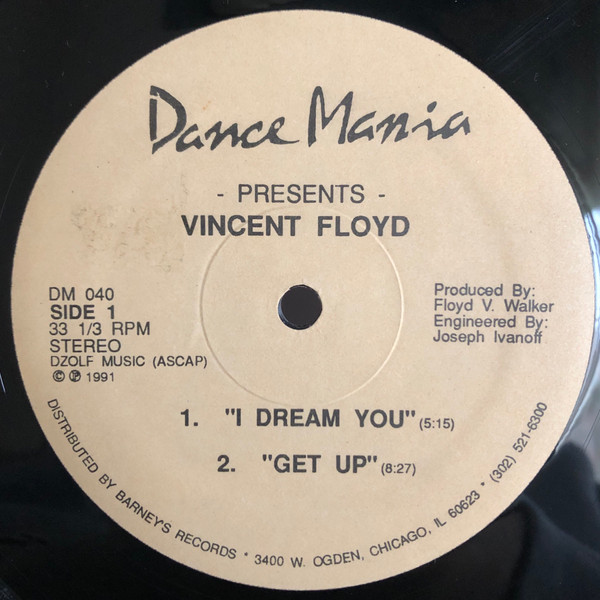 Dance Mania
- PRESENTS -
VINCENT FLOYD
DM 040
SIDE 1
33 1/3 RPM
STEREO
DZOLF MUSIC (ASCAP)
© ℗ 1991
Produced By:
Floyd V. Walker
Engineered By:
Joseph Ivanoff
1. "I DREAM YOU" (5:15)
2. "GET UP" (8:27)
DISTRIBUTED BY BARNEY'S RECORDS • 3400 W. OGDEN, CHICAGO, IL 60623 • (302) 521-6300